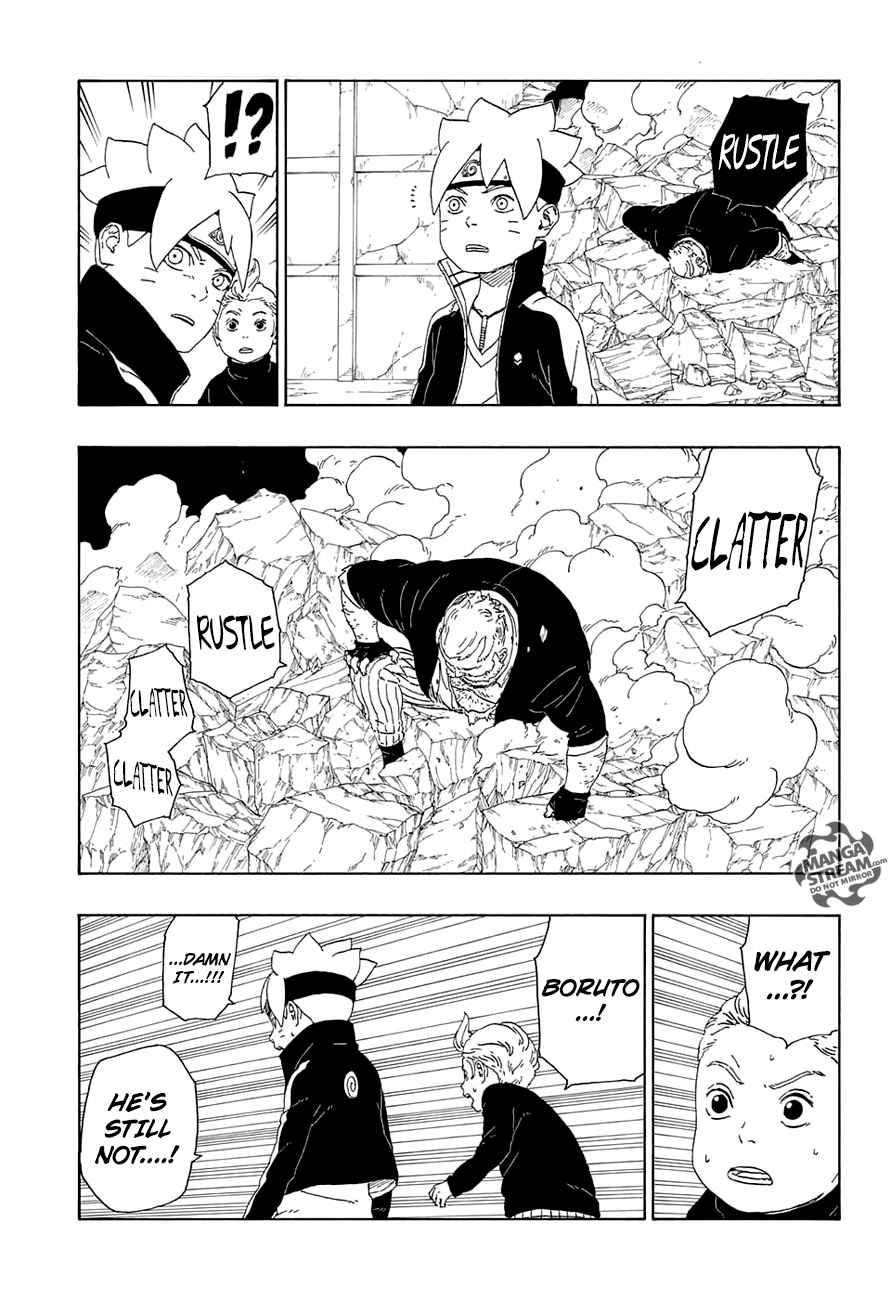 RUSTLE
!?
CLATTER
RUSTLE
CLATTER
CLATTER
MANGA
STREAM.com
DO NOT MIRROR
WHAT
...?!
BORUTO
...!
...DAMN
IT...!!!
HE'S
STILL
NOT....!